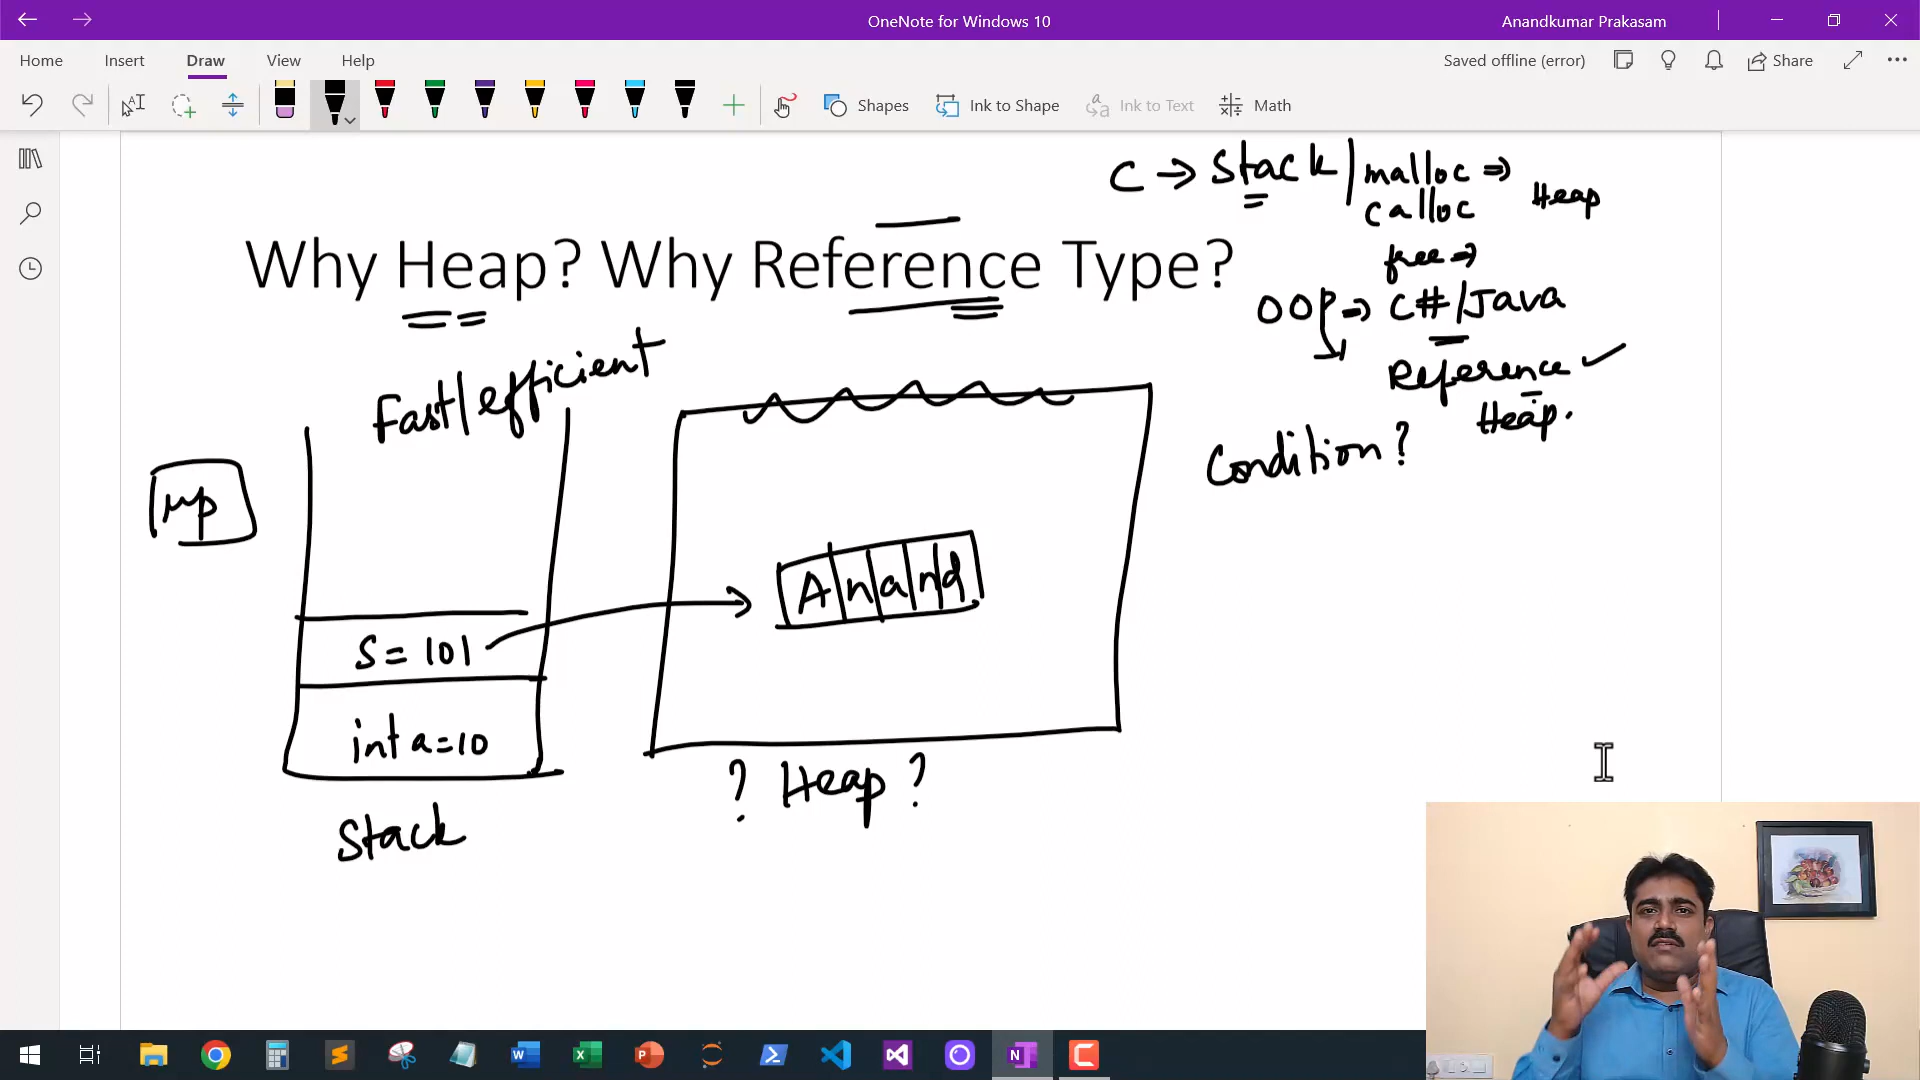 OneNote for Windows 10
Anandkumar Prakasam
Home Insert Draw View Help
Saved offline (error) Share
Shapes Ink to Shape Ink to Text Math
C → Stack | malloc ⇒ Heap
calloc
free ⇒
Why Heap? Why Reference Type?
OOP ⇒ C#/Java
Reference ✓
Heap.
Fast/efficient
Condition?
μp
Anand
S = 101
int a=10
? Heap ?
Stack